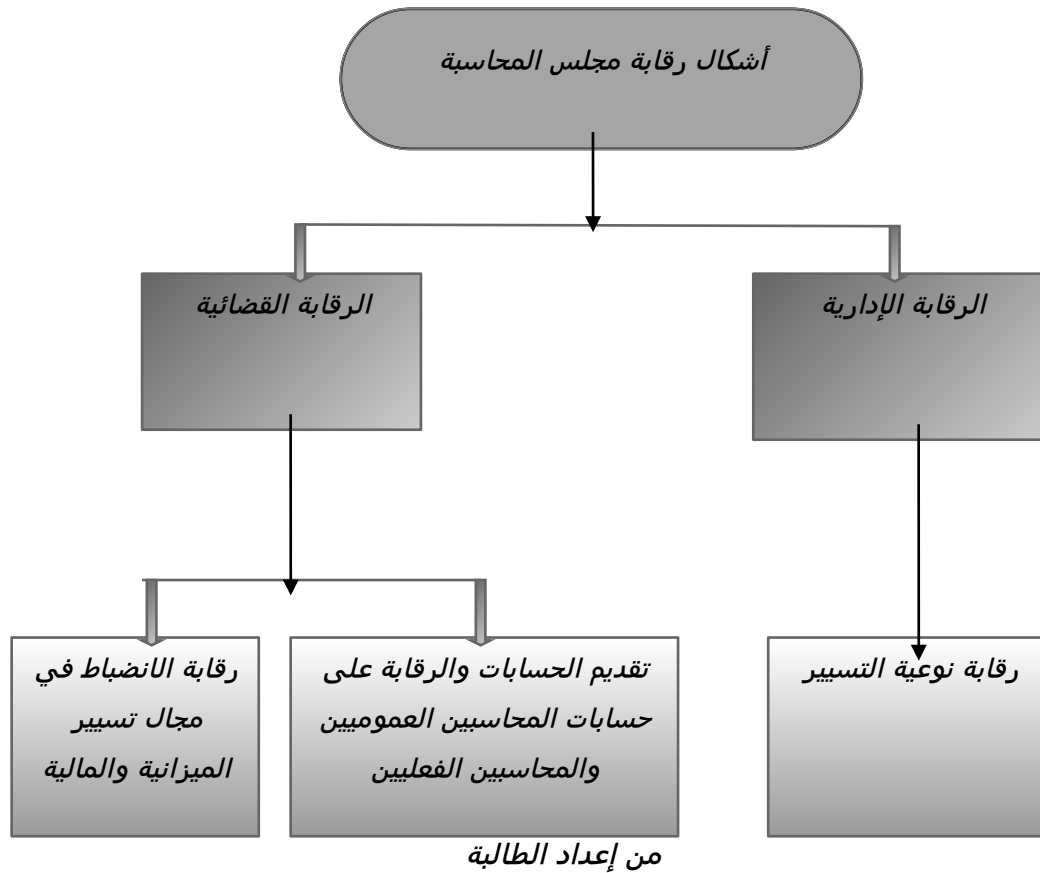 أشكال رقابة مجلس المحاسبة
الرقابة الإدارية
الرقابة القضائية
رقابة نوعية التسيير
تقديم الحسابات والرقابة على
حسابات المحاسبين العموميين
والمحاسبين الفعليين
رقابة الانضباط في
مجال تسيير
الميزانية والمالية
من إعداد الطالبة